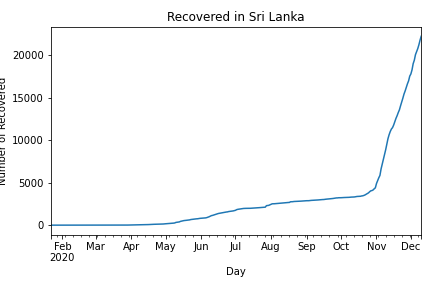 Recovered in Sri Lanka
Number of Recovered
20000
15000
10000
5000
0
Feb Mar Apr May Jun Jul Aug Sep Oct Nov Dec
2020
Day